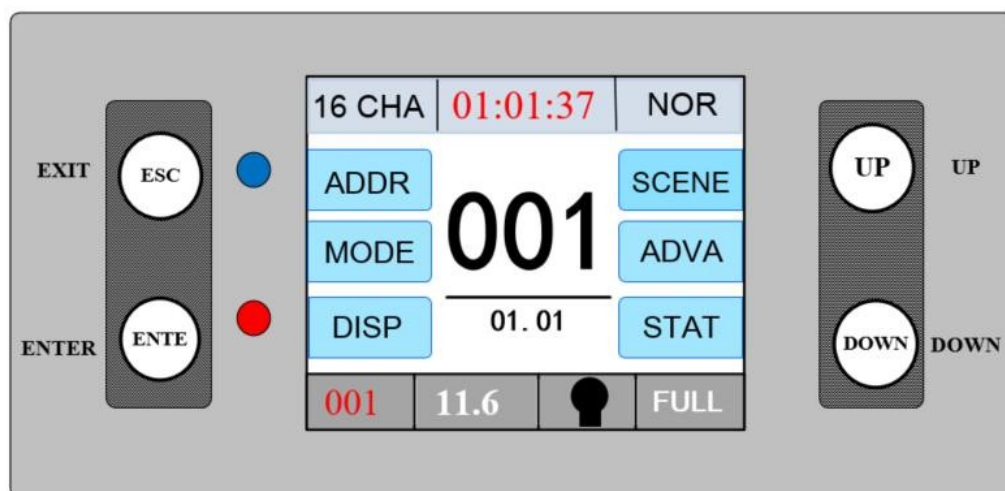 16 CHA 01:01:37 NOR
EXIT ESC ADDR SCENE UP UP
001
MODE ADVA
ENTER ENTE DISP 01. 01 STAT DOWN DOWN
001 11.6 FULL